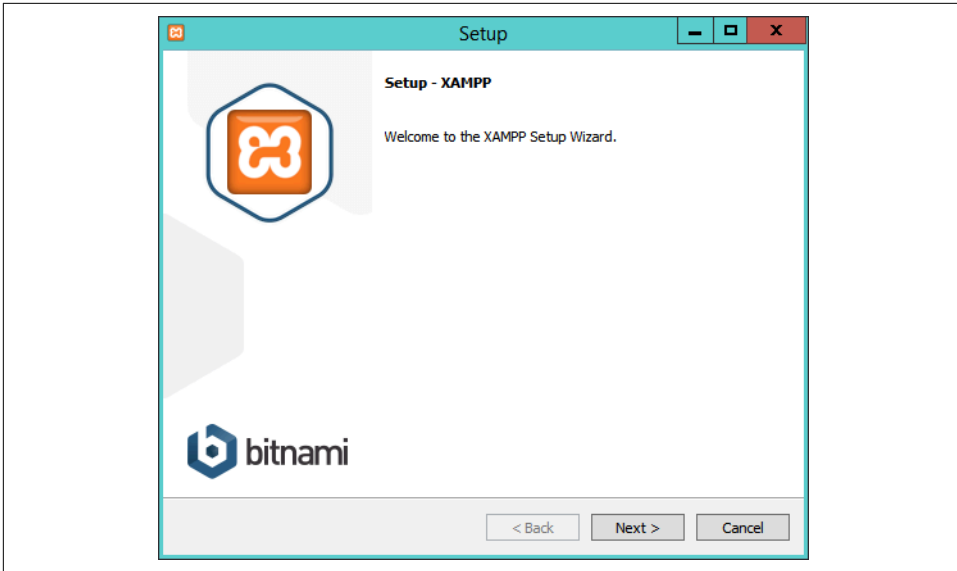 Setup
Setup - XAMPP
Welcome to the XAMPP Setup Wizard.
bitnami
< Back
Next >
Cancel